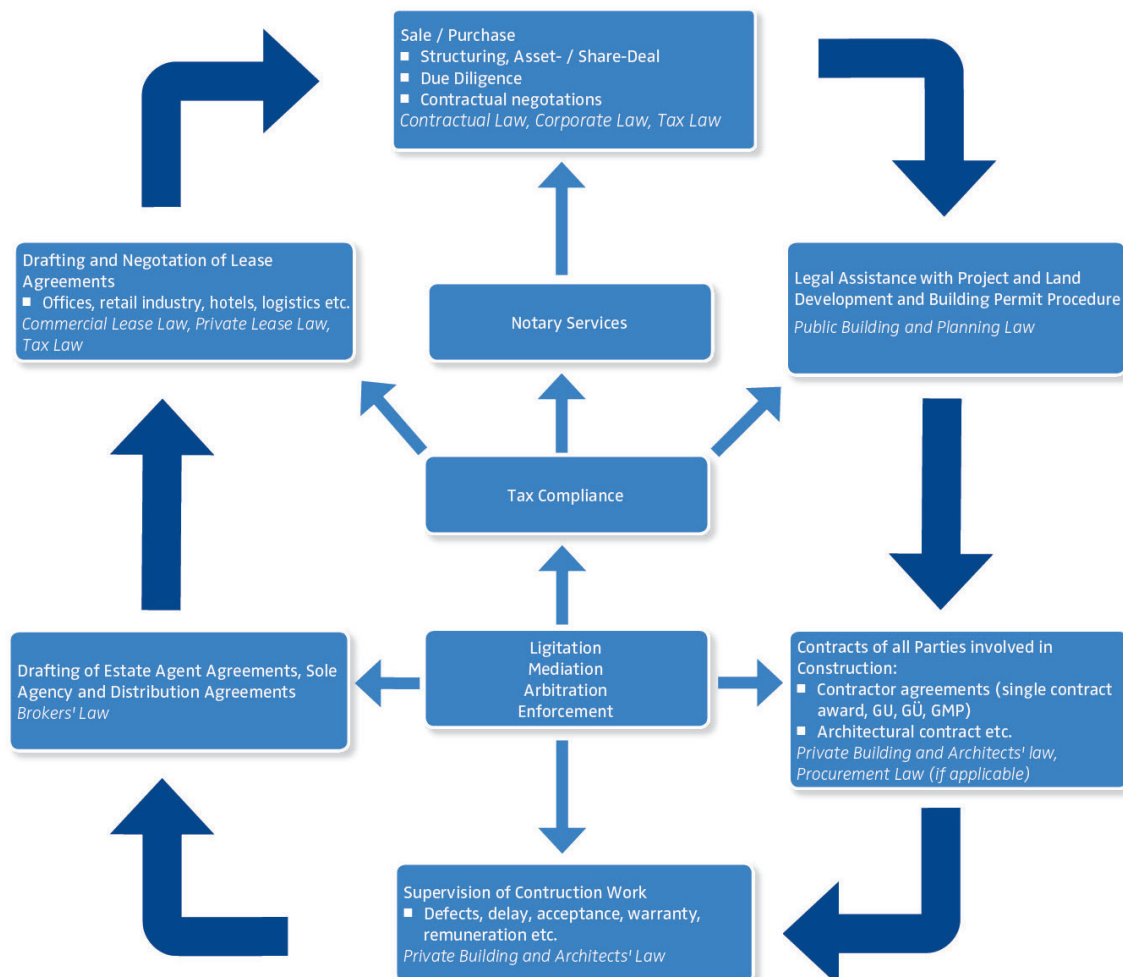 Sale / Purchase
■ Structuring, Asset- / Share-Deal
■ Due Diligence
■ Contractual negotations
Contractual Law, Corporate Law, Tax Law
Drafting and Negotation of Lease
Agreements
■ Offices, retail industry, hotels, logistics etc.
Commercial Lease Law, Private Lease Law,
Tax Law
Notary Services
Legal Assistance with Project and Land
Development and Building Permit Procedure
Public Building and Planning Law
Tax Compliance
Drafting of Estate Agent Agreements, Sole
Agency and Distribution Agreements
Brokers' Law
Ligitation
Mediation
Arbitration
Enforcement
Contracts of all Parties involved in
Construction:
■ Contractor agreements (single contract
award, GU, GÜ, GMP)
■ Architectural contract etc.
Private Building and Architects' law,
Procurement Law (if applicable)
Supervision of Contruction Work
■ Defects, delay, acceptance, warranty,
remuneration etc.
Private Building and Architects' Law